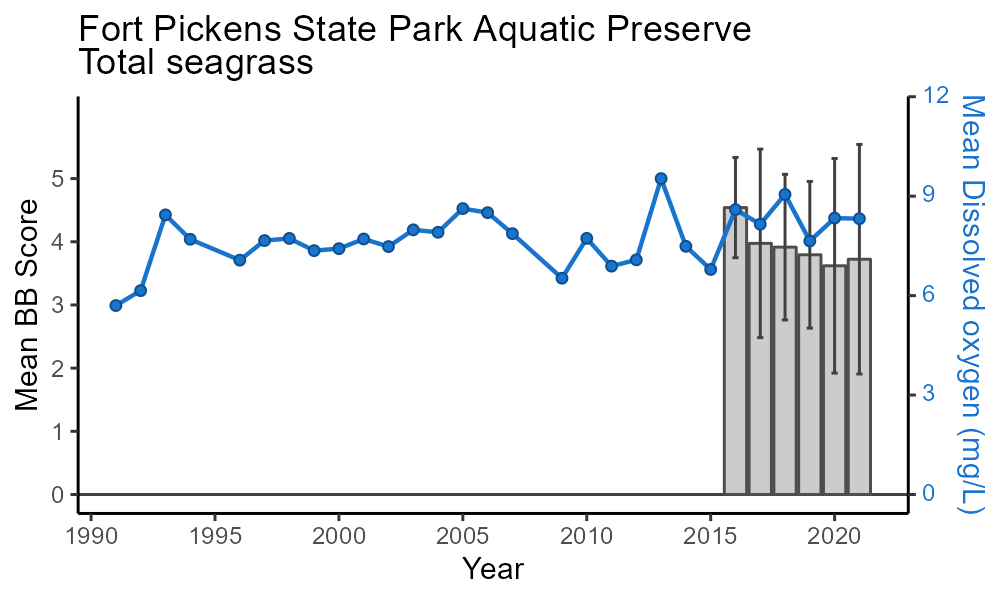 Fort Pickens State Park Aquatic Preserve
Total seagrass
Mean BB Score
5
4
3
2
1
0
12
9
6
3
0
Mean Dissolved oxygen (mg/L)
1990 1995 2000 2005 2010 2015 2020
Year